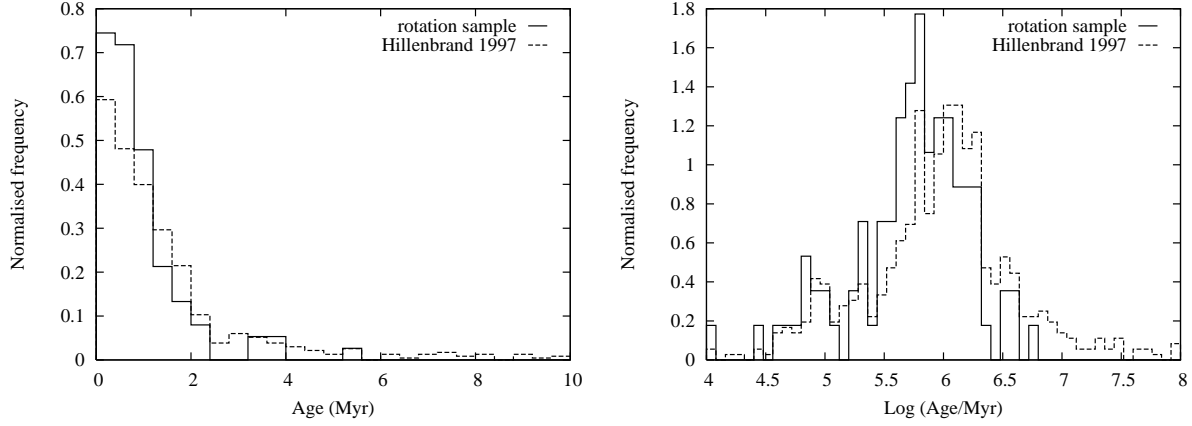 0.8
0.7
0.6
0.5
0.4
0.3
0.2
0.1
0
Normalised frequency
rotation sample
Hillenbrand 1997
0 2 4 6 8 10
Age (Myr)
1.8
1.6
1.4
1.2
1
0.8
0.6
0.4
0.2
0
Normalised frequency
rotation sample
Hillenbrand 1997
4 4.5 5 5.5 6 6.5 7 7.5 8
Log (Age/Myr)